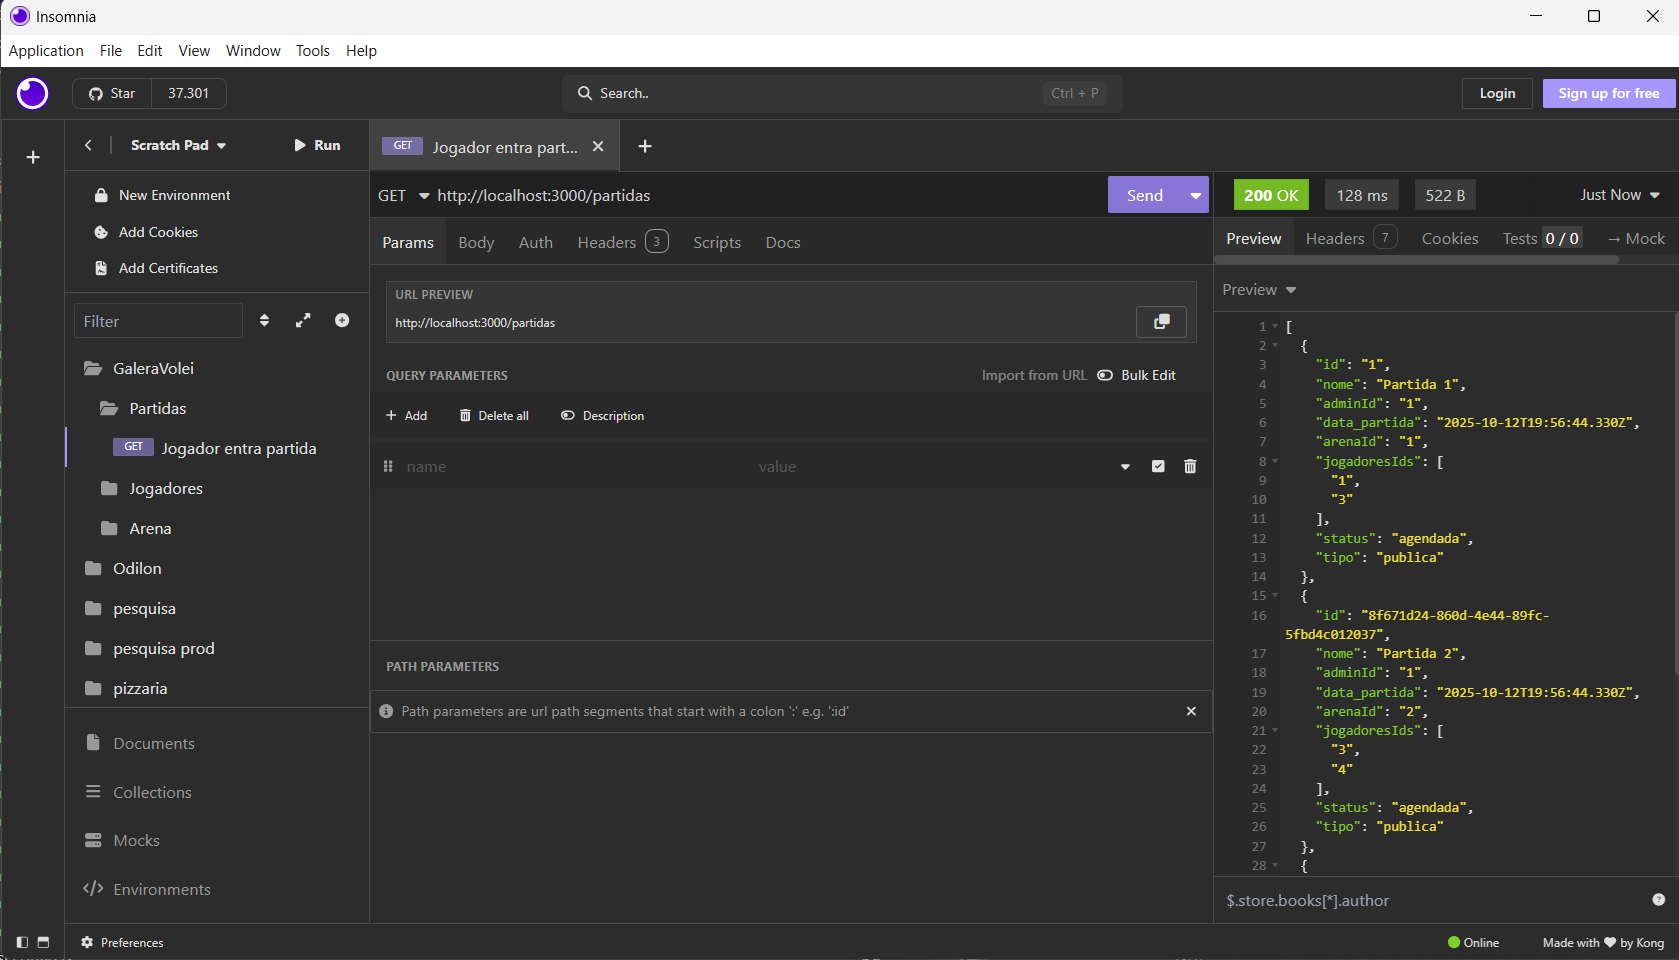 Insomnia
Application File Edit View Window Tools Help
Star 37.301
Search..
Ctrl + P
Login
Sign up for free
Scratch Pad
Run
New Environment
Add Cookies
Add Certificates
Filter
GaleraVolei
Partidas
GET Jogador entra partida
Jogadores
Arena
Odilon
pesquisa
pesquisa prod
pizzaria
Documents
Collections
Mocks
Environments
GET Jogador entra part...
GET http://localhost:3000/partidas
Send
Params Body Auth Headers 3 Scripts Docs
URL PREVIEW
http://localhost:3000/partidas
QUERY PARAMETERS
Import from URL Bulk Edit
Add Delete all Description
name value
PATH PARAMETERS
Path parameters are url path segments that start with a colon ':' e.g. ':id'
200 OK 128 ms 522 B Just Now
Preview Headers 7 Cookies Tests 0 / 0 → Mock
Preview
1 [
2 {
3 "id": "1",
4 "nome": "Partida 1",
5 "adminId": "1",
6 "data_partida": "2025-10-12T19:56:44.330Z",
7 "arenaId": "1",
8 "jogadoresIds": [
9 "1",
10 "3"
11 ],
12 "status": "agendada",
13 "tipo": "publica"
14 },
15 {
16 "id": "8f671d24-860d-4e44-89fc-
5fbd4c012037",
17 "nome": "Partida 2",
18 "adminId": "1",
19 "data_partida": "2025-10-12T19:56:44.330Z",
20 "arenaId": "2",
21 "jogadoresIds": [
22 "3",
23 "4"
24 ],
25 "status": "agendada",
26 "tipo": "publica"
27 },
28 {
$.store.books[*].author
Preferences
Online
Made with ❤ by Kong